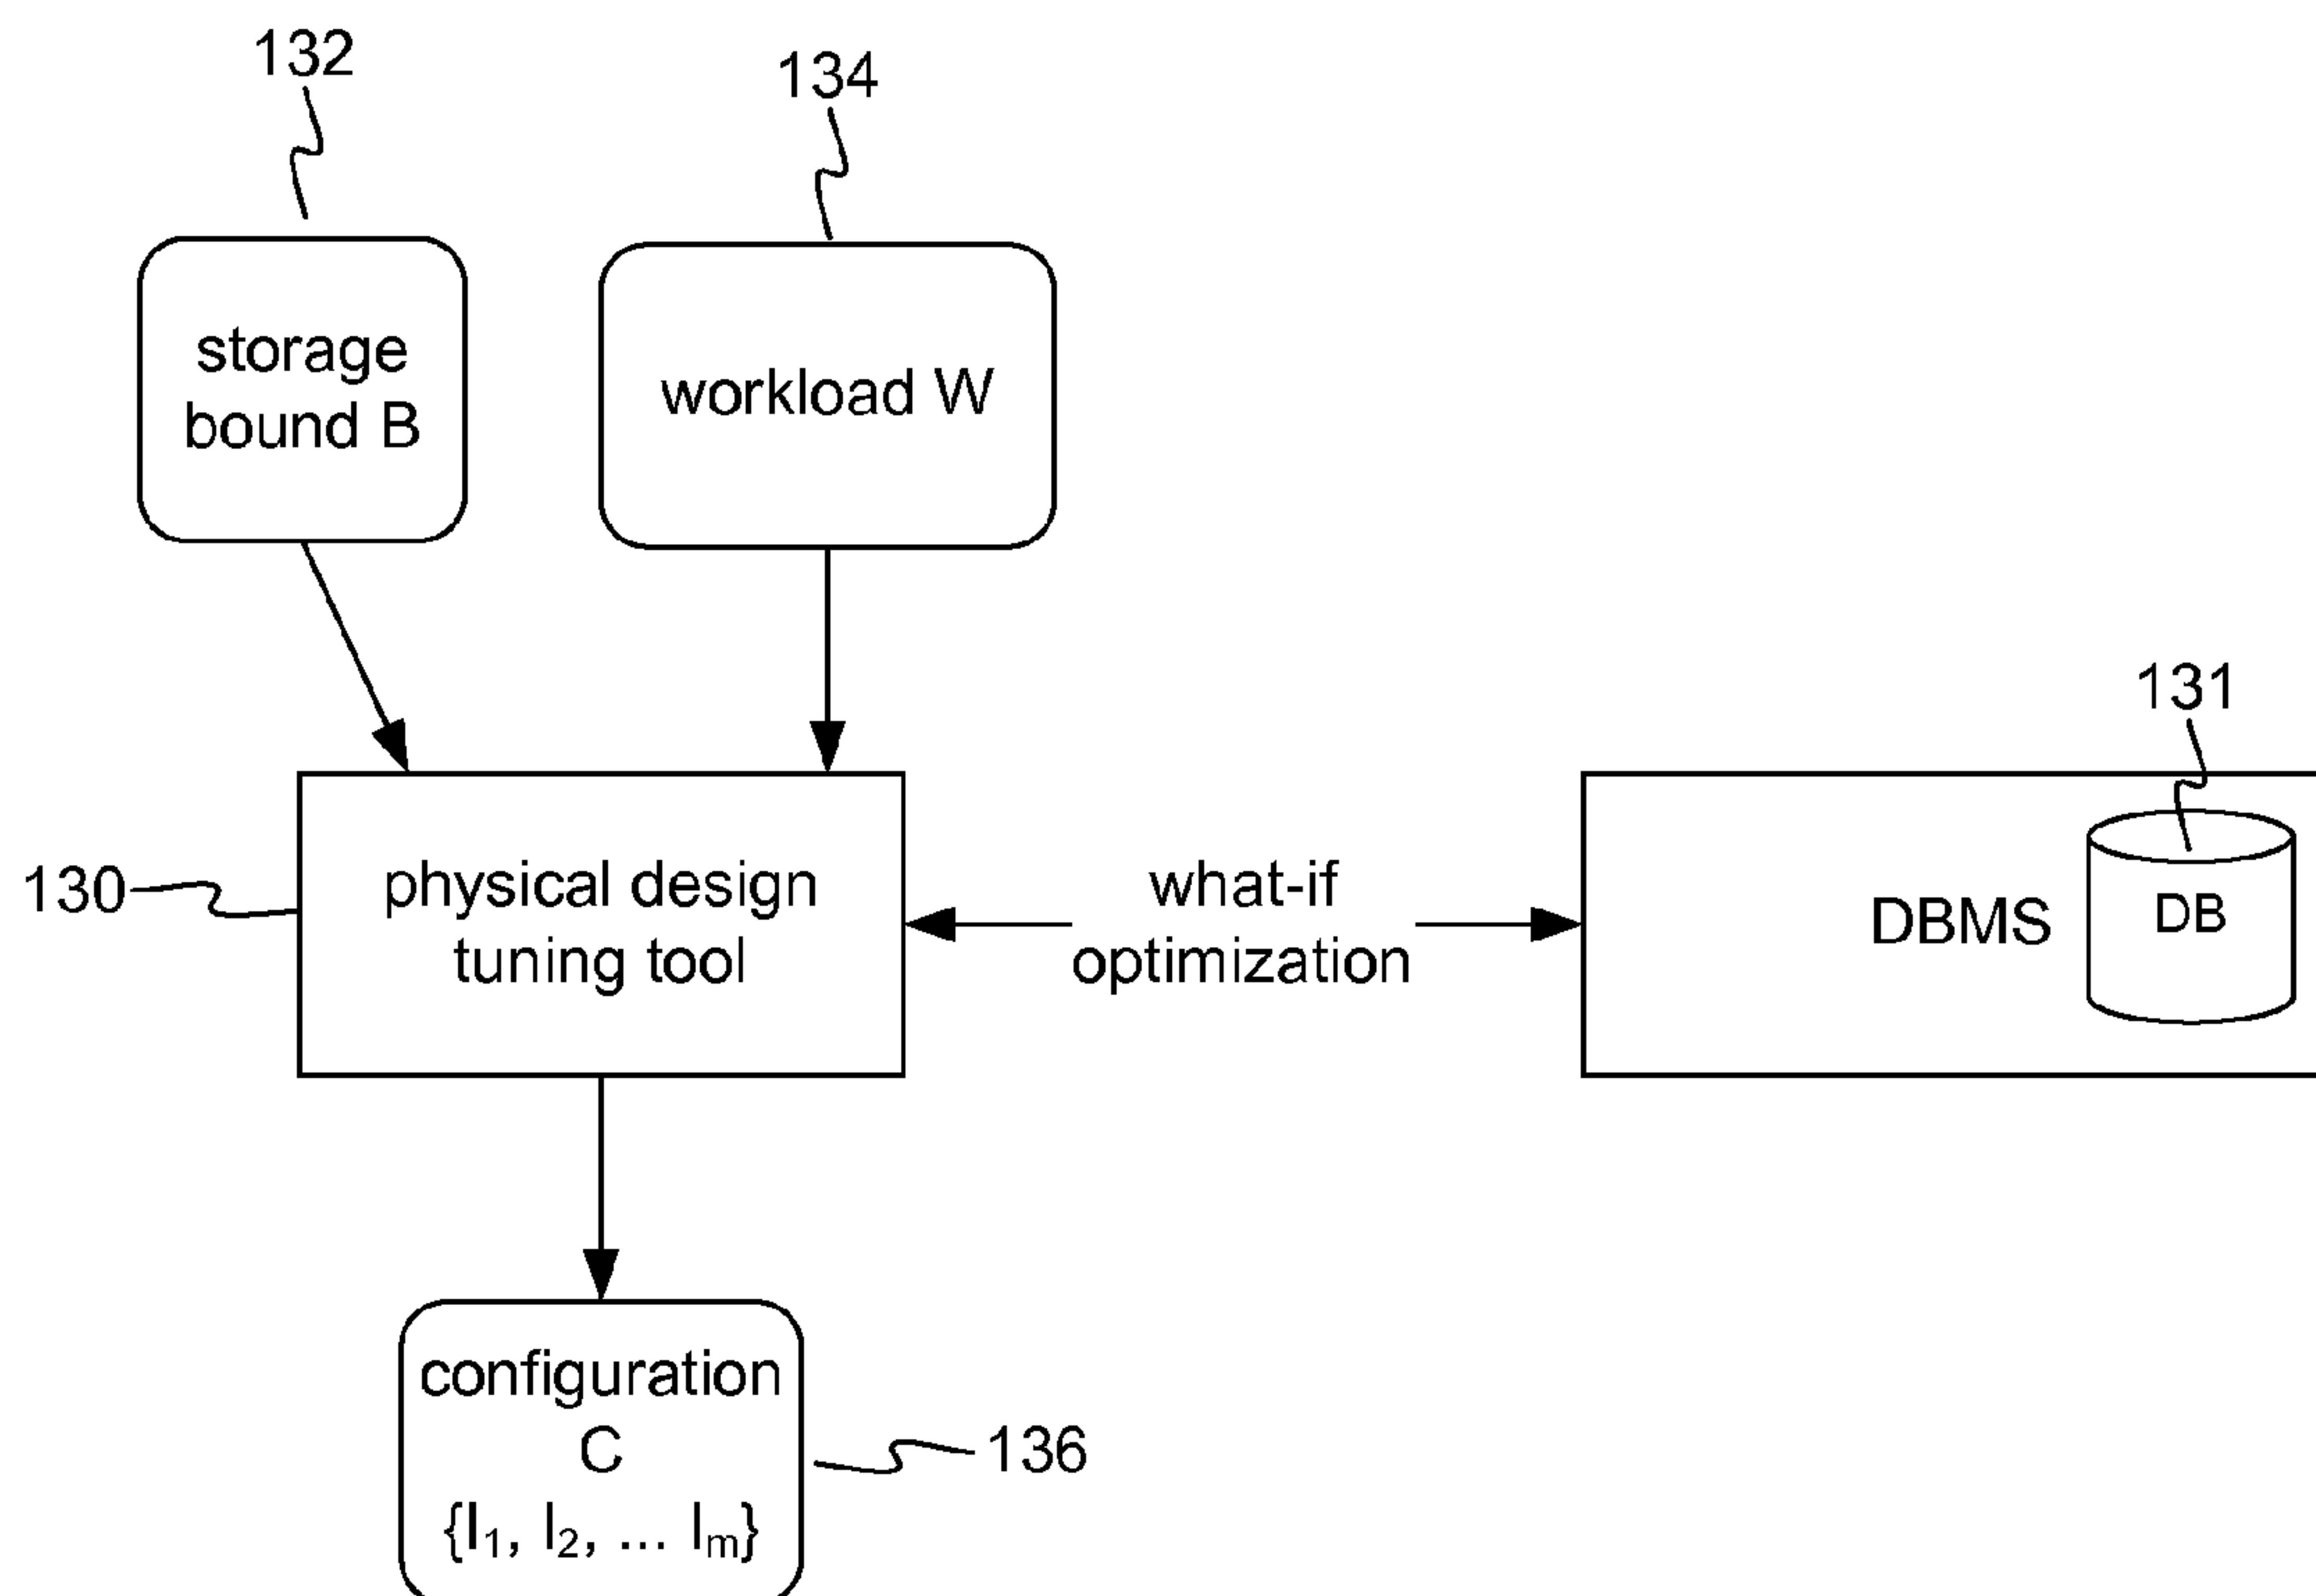 132
134
storage
bound B
workload W
131
130
physical design
tuning tool
what-if
optimization
DBMS
DB
configuration
C
{I₁, I₂, ... Iₘ}
136